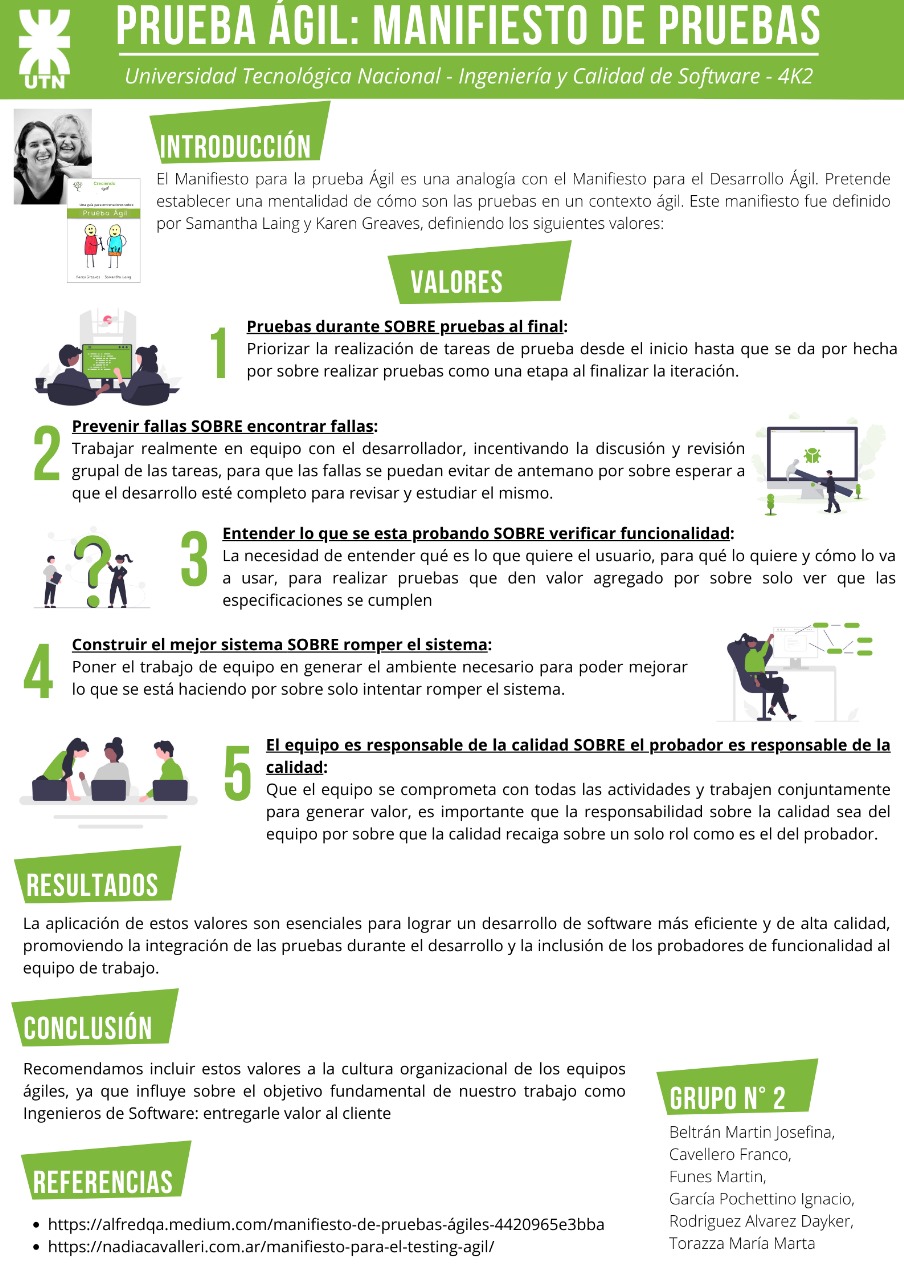 PRUEBA ÁGIL: MANIFIESTO DE PRUEBAS
UTN
Universidad Tecnológica Nacional - Ingeniería y Calidad de Software - 4K2
INTRODUCCIÓN
El Manifiesto para la prueba Ágil es una analogía con el Manifiesto para el Desarrollo Ágil. Pretende
establecer una mentalidad de cómo son las pruebas en un contexto ágil. Este manifiesto fue definido
por Samantha Laing y Karen Greaves, definiendo los siguientes valores:
Creciendo
ágil
Prueba Ágil
VALORES
1
Pruebas durante SOBRE pruebas al final:
Priorizar la realización de tareas de prueba desde el inicio hasta que se da por hecha
por sobre realizar pruebas como una etapa al finalizar la iteración.
2
Prevenir fallas SOBRE encontrar fallas:
Trabajar realmente en equipo con el desarrollador, incentivando la discusión y revisión
grupal de las tareas, para que las fallas se puedan evitar de antemano por sobre esperar a
que el desarrollo esté completo para revisar y estudiar el mismo.
?
3
Entender lo que se esta probando SOBRE verificar funcionalidad:
La necesidad de entender qué es lo que quiere el usuario, para qué lo quiere y cómo lo va
a usar, para realizar pruebas que den valor agregado por sobre solo ver que las
especificaciones se cumplen
4
Construir el mejor sistema SOBRE romper el sistema:
Poner el trabajo de equipo en generar el ambiente necesario para poder mejorar
lo que se está haciendo por sobre solo intentar romper el sistema.
5
El equipo es responsable de la calidad SOBRE el probador es responsable de la
calidad:
Que el equipo se comprometa con todas las actividades y trabajen conjuntamente
para generar valor, es importante que la responsabilidad sobre la calidad sea del
equipo por sobre que la calidad recaiga sobre un solo rol como es el del probador.
RESULTADOS
La aplicación de estos valores son esenciales para lograr un desarrollo de software más eficiente y de alta calidad,
promoviendo la integración de las pruebas durante el desarrollo y la inclusión de los probadores de funcionalidad al
equipo de trabajo.
CONCLUSIÓN
Recomendamos incluir estos valores a la cultura organizacional de los equipos
ágiles, ya que influye sobre el objetivo fundamental de nuestro trabajo como
Ingenieros de Software: entregarle valor al cliente
GRUPO N° 2
Beltrán Martin Josefina,
Cavellero Franco,
Funes Martin,
García Pochettino Ignacio,
Rodriguez Alvarez Dayker,
Torazza María Marta
REFERENCIAS
• https://alfredqa.medium.com/manifiesto-de-pruebas-ágiles-4420965e3bba
• https://nadiacavalleri.com.ar/manifiesto-para-el-testing-agil/